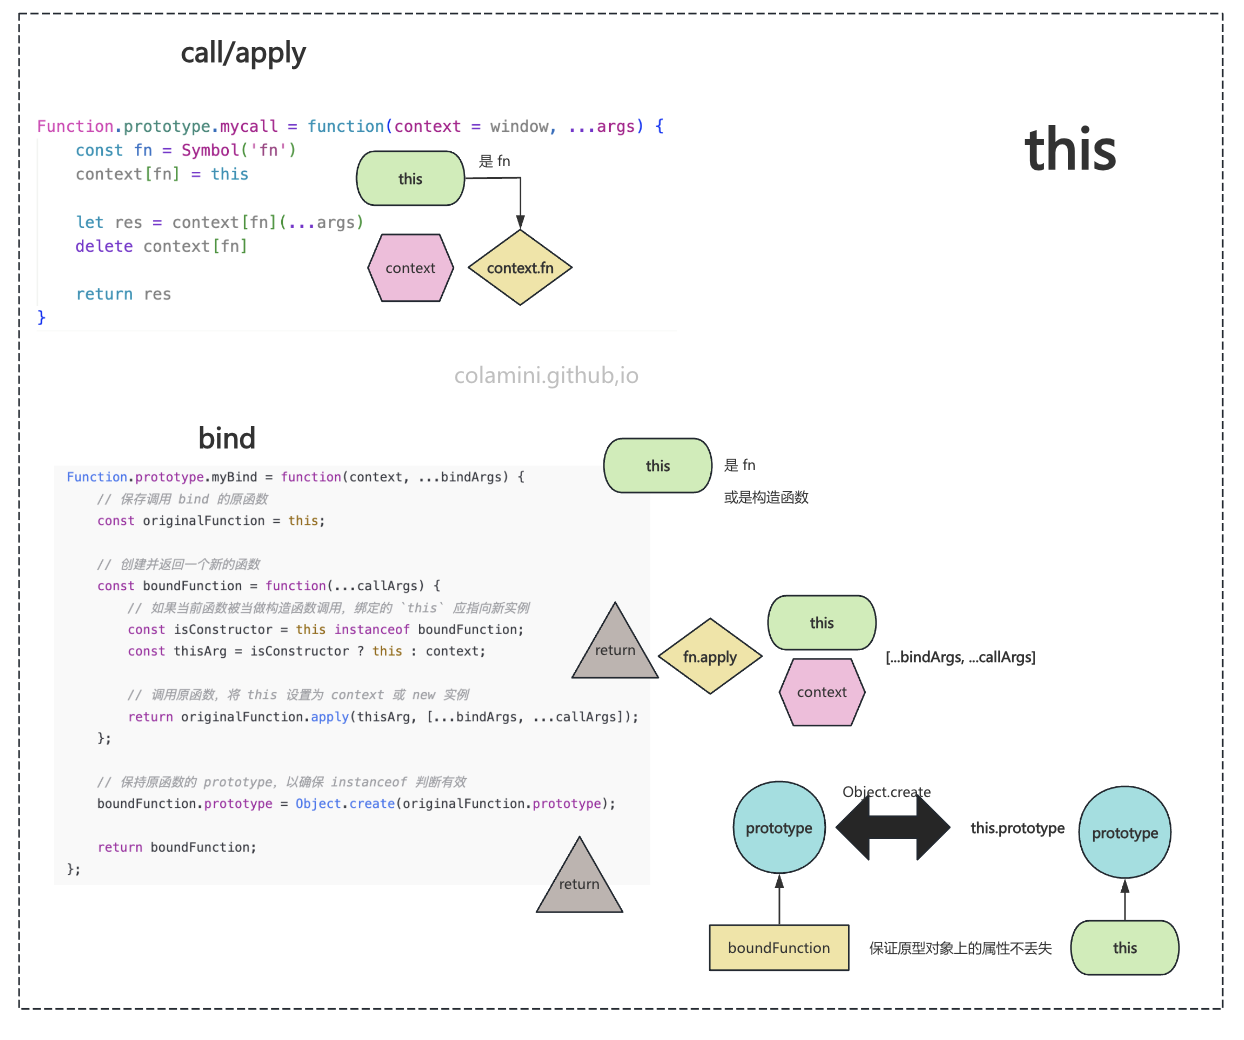 call/apply
this
Function.prototype.mycall = function(context = window, ...args) {
const fn = Symbol('fn')
context[fn] = this
let res = context[fn](...args)
delete context[fn]
return res
}
this
是 fn
context
context.fn
colamini.github,io
bind
Function.prototype.myBind = function(context, ...bindArgs) {
// 保存调用 bind 的原函数
const originalFunction = this;
// 创建并返回一个新的函数
const boundFunction = function(...callArgs) {
// 如果当前函数被当做构造函数调用，绑定的 `this` 应指向新实例
const isConstructor = this instanceof boundFunction;
const thisArg = isConstructor ? this : context;
// 调用原函数，将 this 设置为 context 或 new 实例
return originalFunction.apply(thisArg, [...bindArgs, ...callArgs]);
};
// 保持原函数的 prototype，以确保 instanceof 判断有效
boundFunction.prototype = Object.create(originalFunction.prototype);
return boundFunction;
};
this
是 fn
或是构造函数
return
fn.apply
this
context
[...bindArgs, ...callArgs]
return
prototype
Object.create
this.prototype
prototype
boundFunction
保证原型对象上的属性不丢失
this